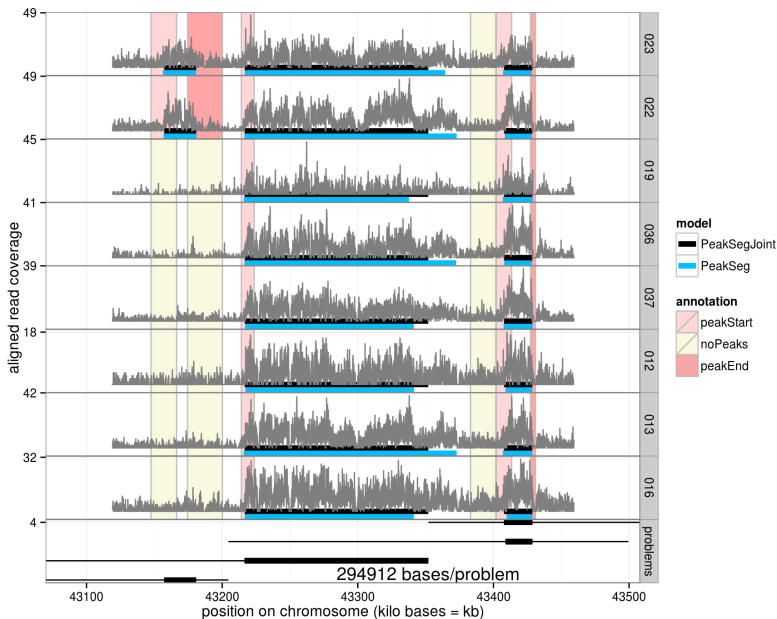 49
023
49
022
45
019
41
036
39
037
18
012
42
013
32
016
4
problems
aligned read coverage
294912 bases/problem
43100
43200
43300
43400
43500
position on chromosome (kilo bases = kb)
model
PeakSegJoint
PeakSeg
annotation
peakStart
noPeaks
peakEnd